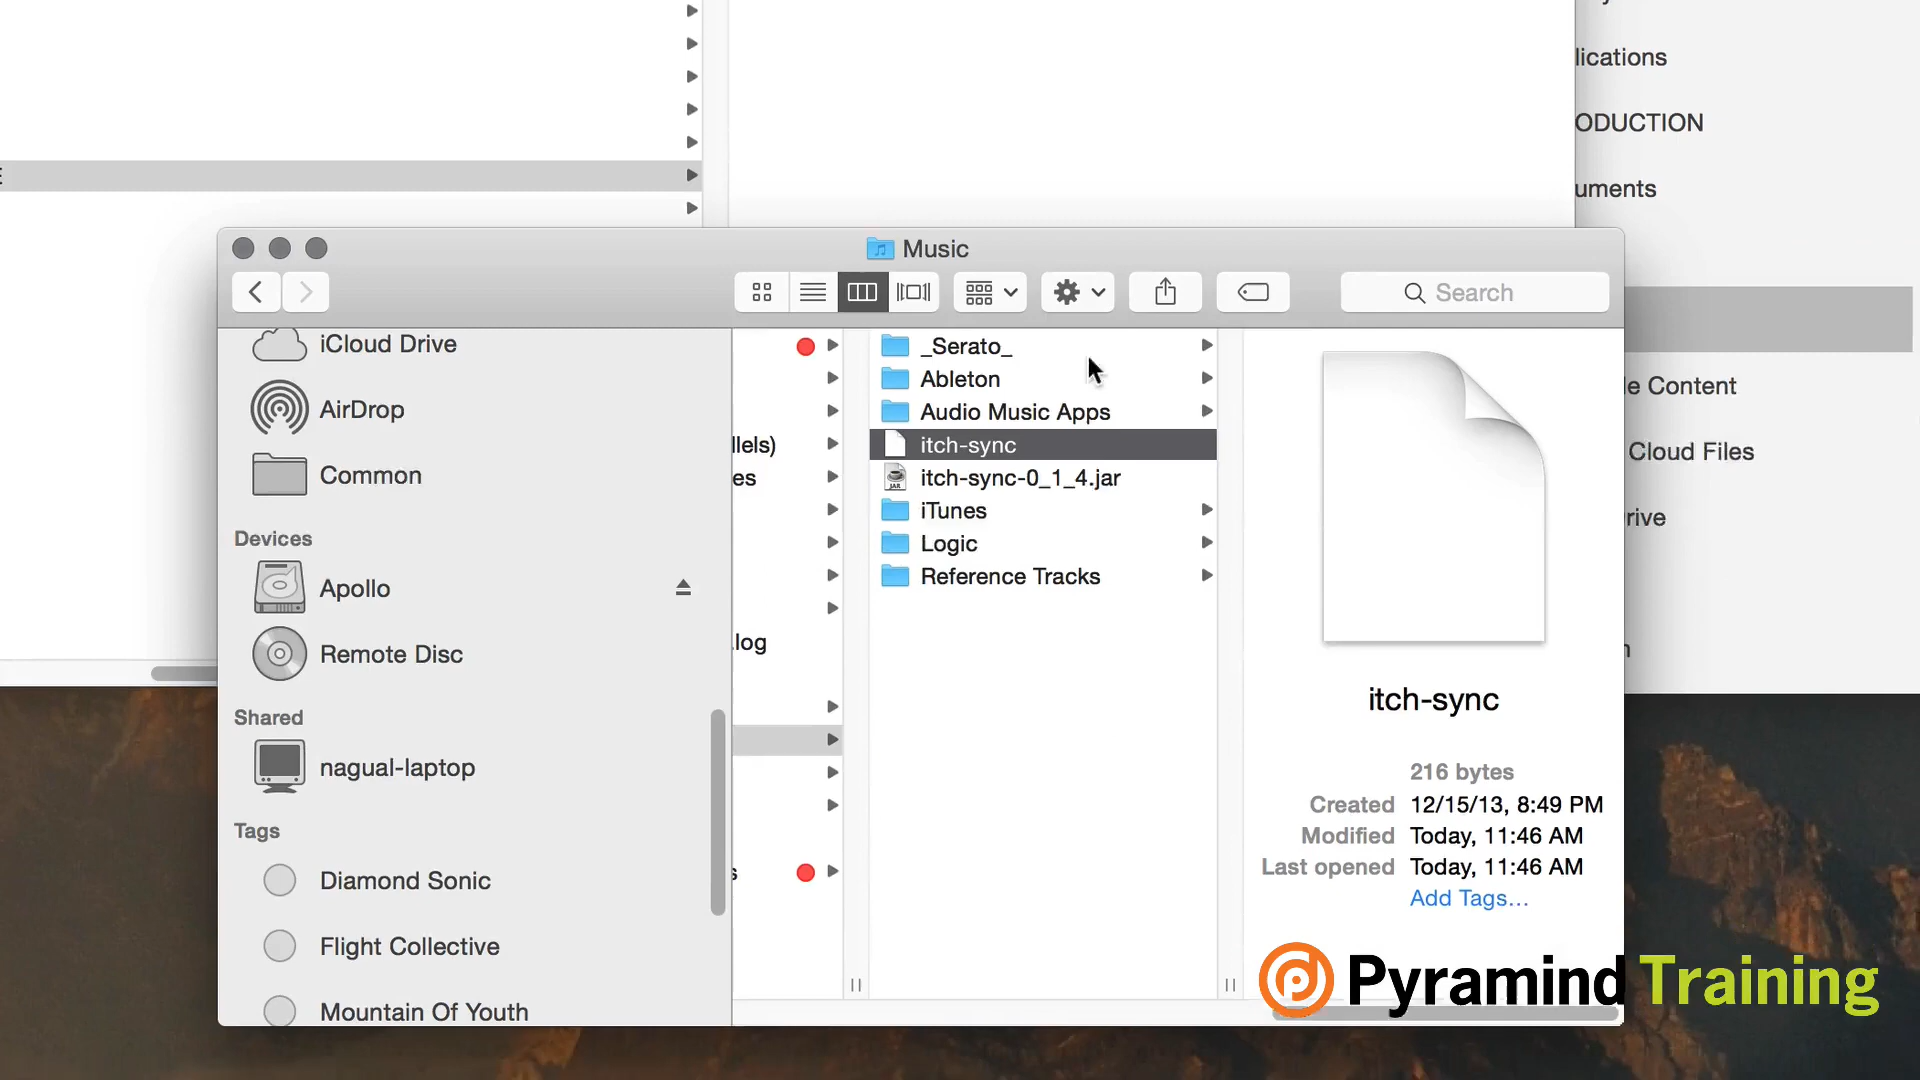 lications
ODUCTION
uments
Music
Search
iCloud Drive
AirDrop
Common
Devices
Apollo
Remote Disc
Shared
nagual-laptop
Tags
Diamond Sonic
Flight Collective
Mountain Of Youth
llels)
es
.log
_Serato_
Ableton
Audio Music Apps
itch-sync
itch-sync-0_1_4.jar
JAR
iTunes
Logic
Reference Tracks
itch-sync
216 bytes
Created 12/15/13, 8:49 PM
Modified Today, 11:46 AM
Last opened Today, 11:46 AM
Add Tags...
le Content
Cloud Files
rive
Pyramind Training